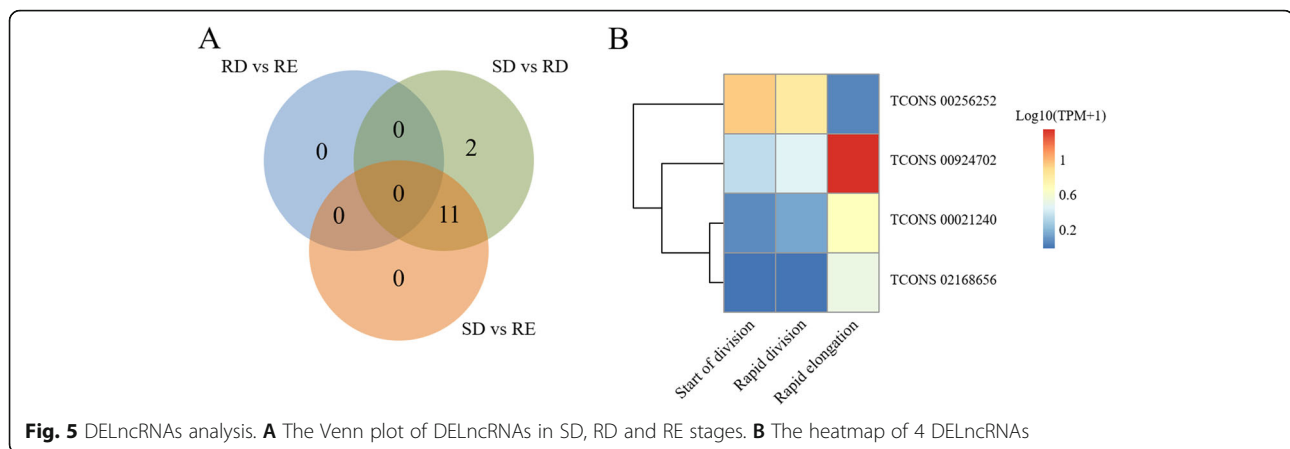 A
RD vs RE
SD vs RD
0
0
2
0
0
11
0
SD vs RE
B
TCONS 00256252
TCONS 00924702
TCONS 00021240
TCONS 02168656
Start of division
Rapid division
Rapid elongation
Log10(TPM+1)
1
0.6
0.2
Fig. 5 DELncRNAs analysis. A The Venn plot of DELncRNAs in SD, RD and RE stages. B The heatmap of 4 DELncRNAs